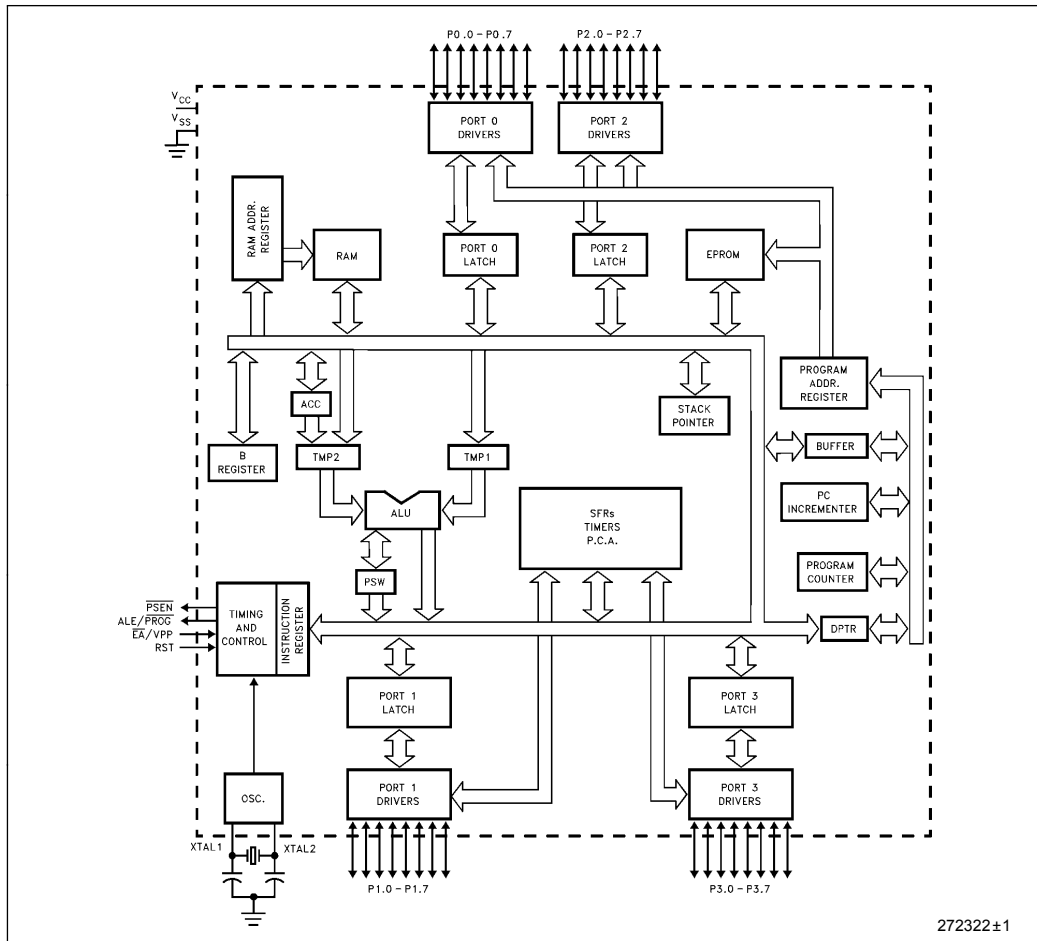 P0.0-P0.7
P2.0-P2.7
VCC
VSS
PORT 0
DRIVERS
PORT 2
DRIVERS
RAM ADDR.
REGISTER
RAM
PORT 0
LATCH
PORT 2
LATCH
EPROM
PROGRAM
ADDR.
REGISTER
ACC
STACK
POINTER
B
REGISTER
TMP2
TMP1
BUFFER
ALU
SFRs
TIMERS
P.C.A.
PC
INCREMENTER
PSW
PROGRAM
COUNTER
PSEN
ALE/PROG
EA/VPP
RST
TIMING
AND
CONTROL
INSTRUCTION
REGISTER
DPTR
PORT 1
LATCH
PORT 3
LATCH
OSC.
PORT 1
DRIVERS
PORT 3
DRIVERS
XTAL1
XTAL2
P1.0-P1.7
P3.0-P3.7
272322±1